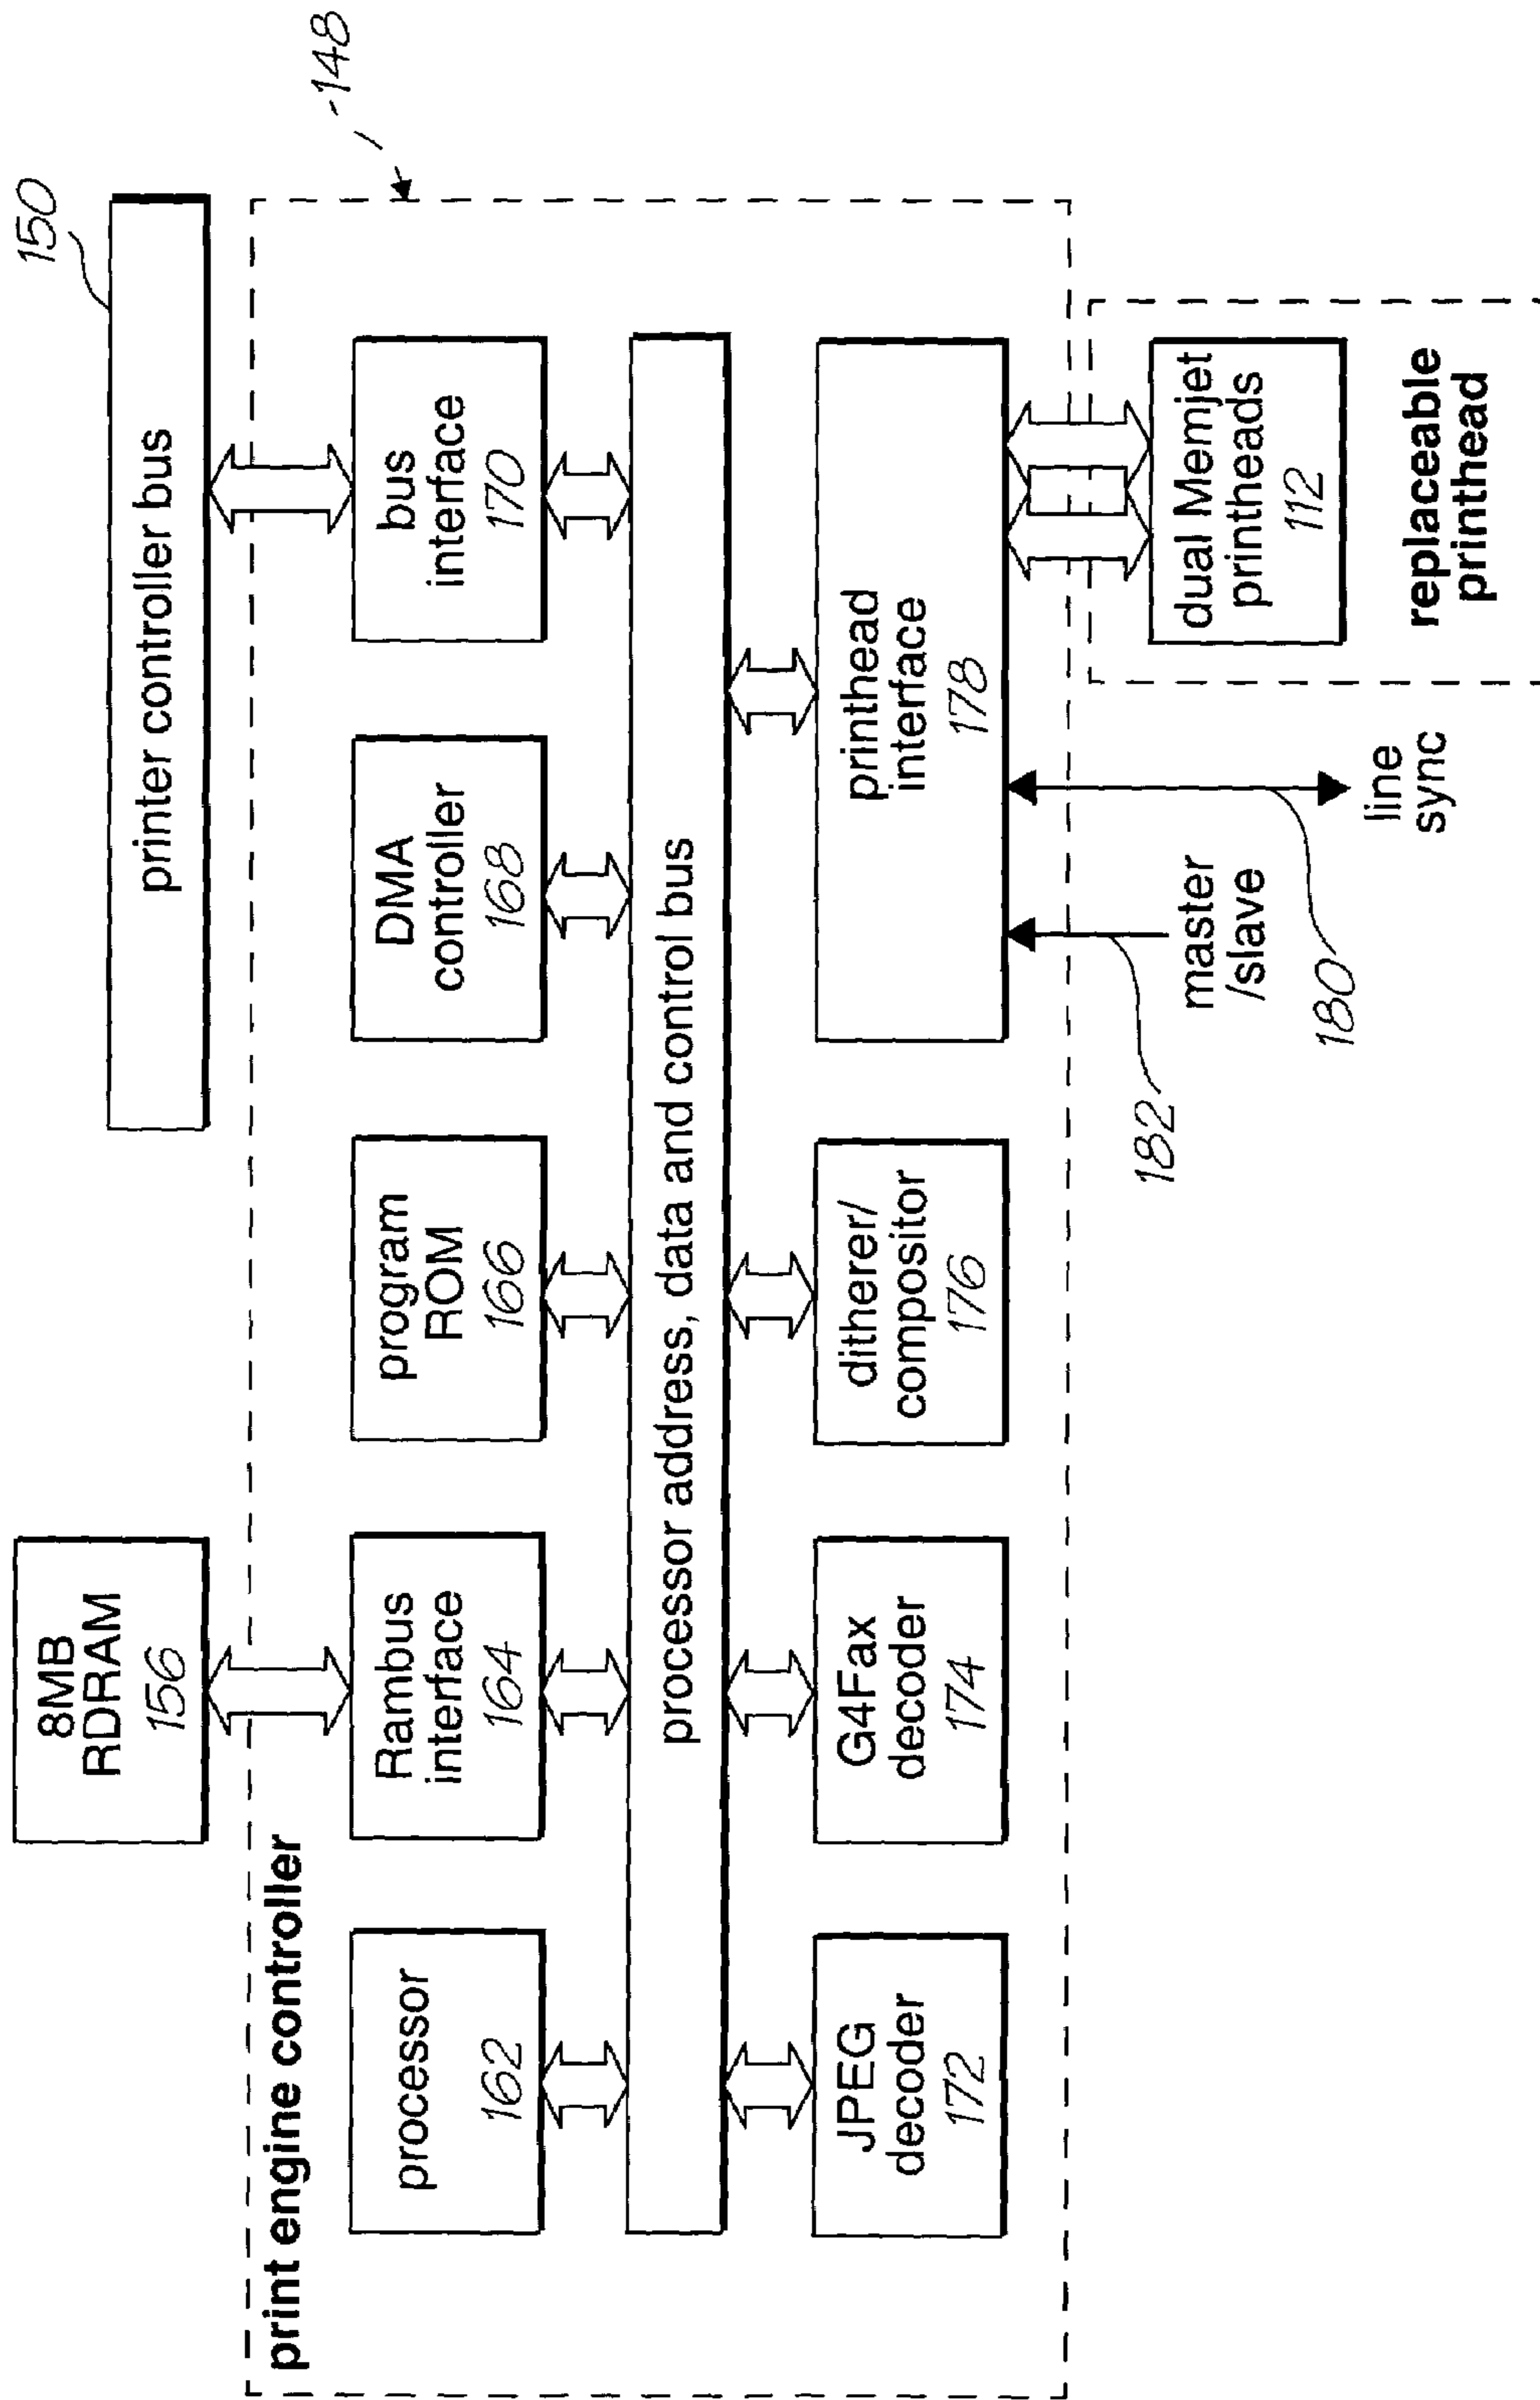 8MB
RDRAM
156
150
printer controller bus
148
print engine controller
processor
162
Rambus
interface
164
program
ROM
166
DMA
controller
168
bus
interface
170
processor address, data and control bus
JPEG
decoder
172
G4Fax
decoder
174
ditherer/
compositor
176
printhead
interface
178
182
master
/slave
180
line
sync
dual Memjet
printheads
112
replaceable
printhead